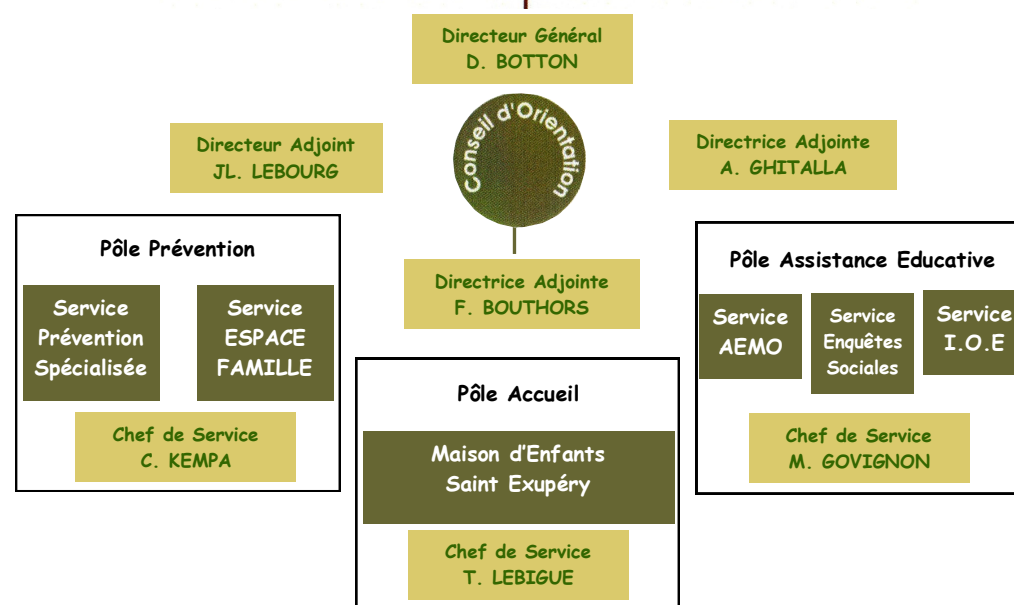 Directeur Général
D. BOTTON
Conseil d'Orientation
Directeur Adjoint
JL. LEBOURG
Directrice Adjointe
A. GHITALLA
Pôle Prévention
Service
Prévention
Spécialisée
Service
ESPACE
FAMILLE
Chef de Service
C. KEMPA
Directrice Adjointe
F. BOUTHORS
Pôle Accueil
Maison d'Enfants
Saint Exupéry
Chef de Service
T. LEBIGUE
Pôle Assistance Educative
Service
AEMO
Service
Enquêtes
Sociales
Service
I.O.E
Chef de Service
M. GOVIGNON